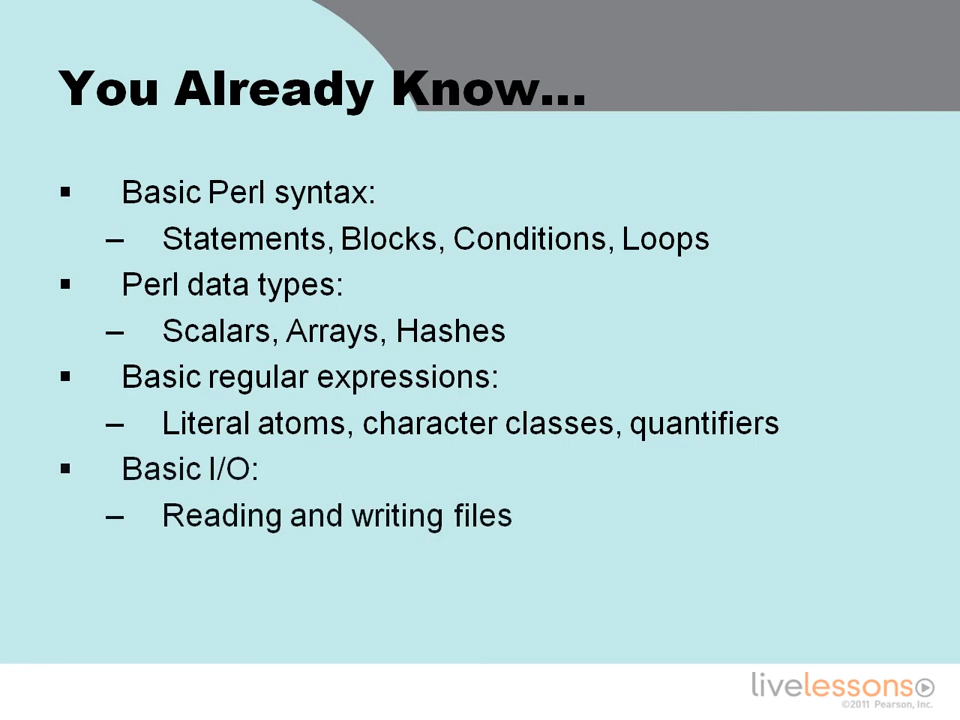 You Already Know...
▪ Basic Perl syntax:
– Statements, Blocks, Conditions, Loops
▪ Perl data types:
– Scalars, Arrays, Hashes
▪ Basic regular expressions:
– Literal atoms, character classes, quantifiers
▪ Basic I/O:
– Reading and writing files
livelessons
©2011 Pearson, Inc.